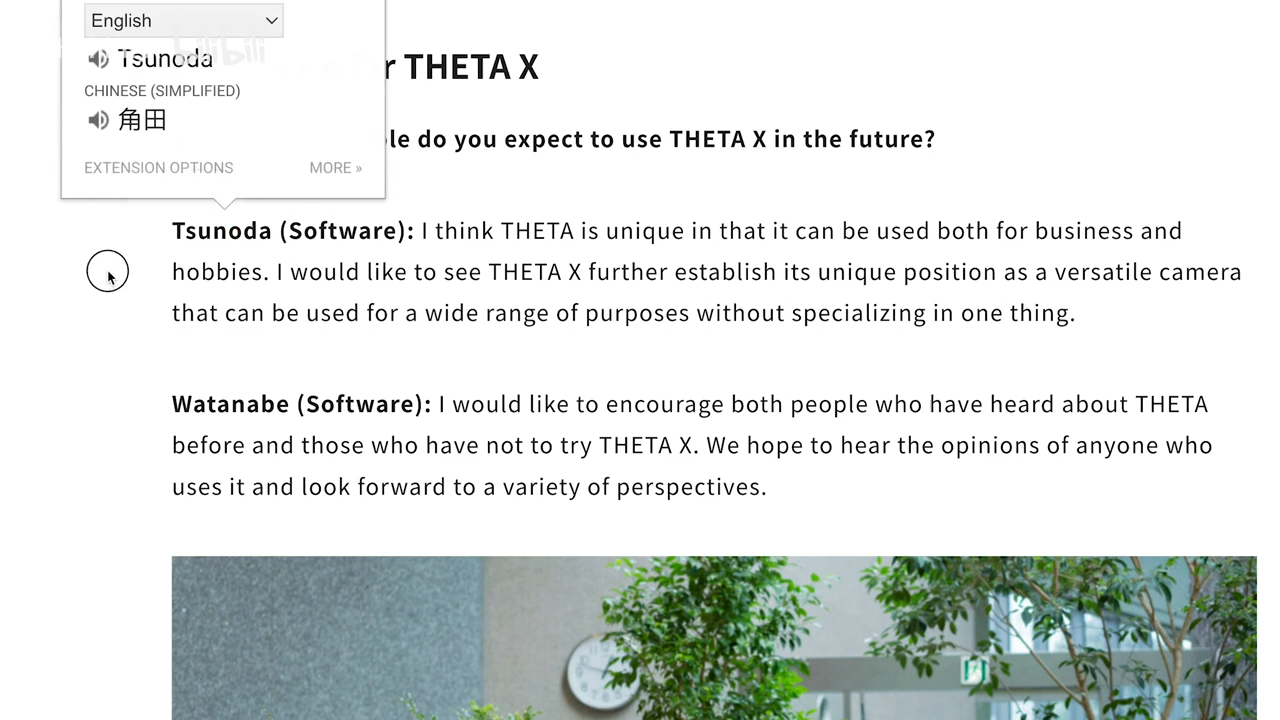 English
Tsunoda
CHINESE (SIMPLIFIED)
角田
EXTENSION OPTIONS MORE »
THETA X
do you expect to use THETA X in the future?
Tsunoda (Software): I think THETA is unique in that it can be used both for business and
hobbies. I would like to see THETA X further establish its unique position as a versatile camera
that can be used for a wide range of purposes without specializing in one thing.
Watanabe (Software): I would like to encourage both people who have heard about THETA
before and those who have not to try THETA X. We hope to hear the opinions of anyone who
uses it and look forward to a variety of perspectives.